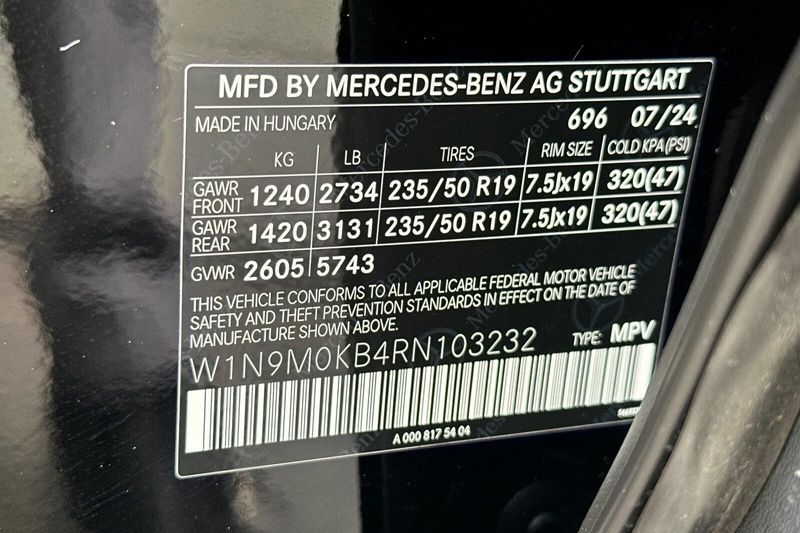 MFD BY MERCEDES-BENZ AG STUTTGART
MADE IN HUNGARY 696 07/24
KG LB TIRES RIM SIZE COLD KPA (PSI)
GAWR FRONT 1240 2734 235/50 R19 7.5Jx19 320(47)
GAWR REAR 1420 3131 235/50 R19 7.5Jx19 320(47)
GVWR 2605 5743
THIS VEHICLE CONFORMS TO ALL APPLICABLE FEDERAL MOTOR VEHICLE
SAFETY AND THEFT PREVENTION STANDARDS IN EFFECT ON THE DATE OF
MANUFACTURE SHOWN ABOVE.
TYPE: MPV
W1N9M0KB4RN103232
A 000 817 54 04